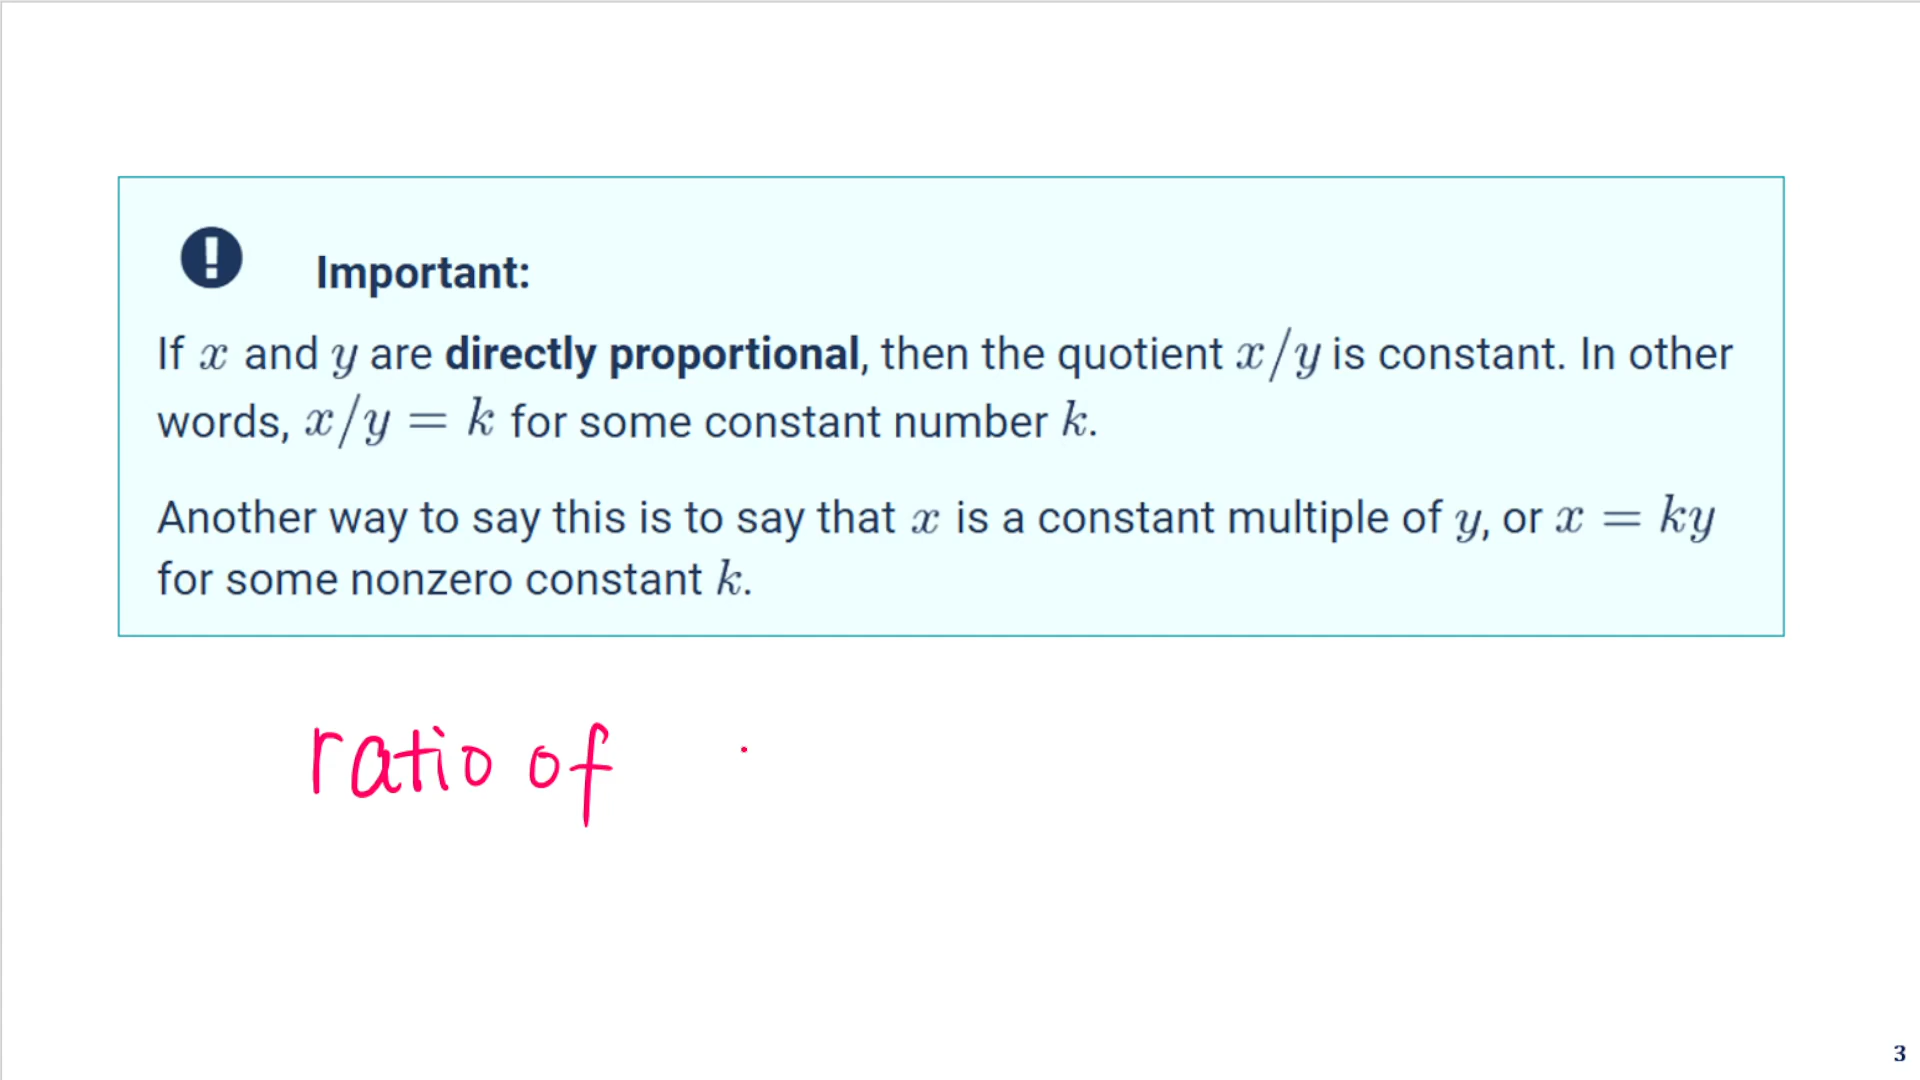 Important:
If x and y are directly proportional, then the quotient x/y is constant. In other
words, x/y = k for some constant number k.
Another way to say this is to say that x is a constant multiple of y, or x = ky
for some nonzero constant k.
ratio of
3